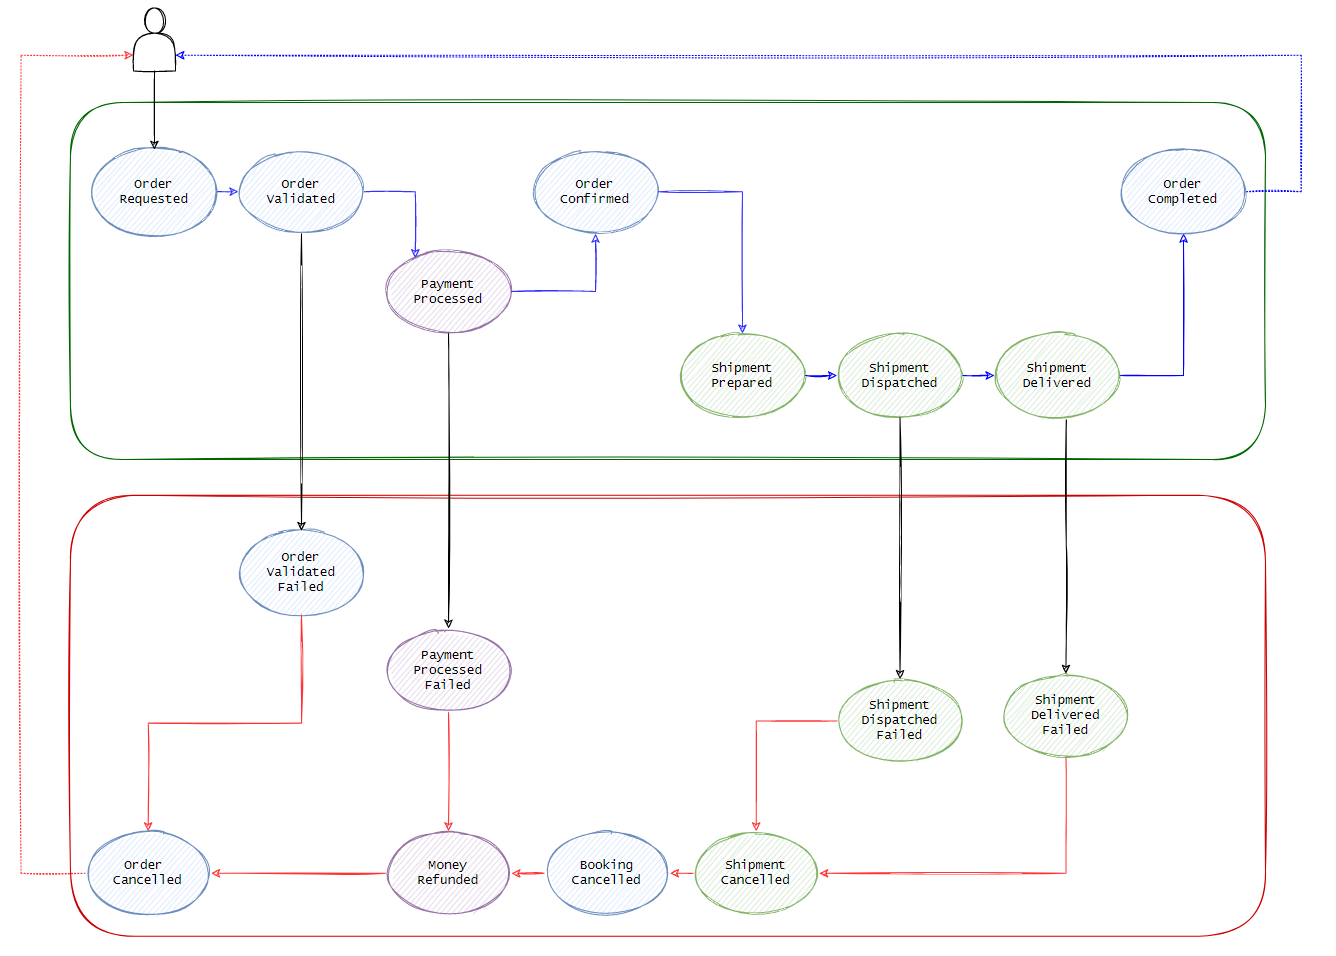 Order
Requested
Order
Validated
Order
Confirmed
Order
Completed
Payment
Processed
Shipment
Prepared
Shipment
Dispatched
Shipment
Delivered
Order
Validated
Failed
Payment
Processed
Failed
Shipment
Dispatched
Failed
Shipment
Delivered
Failed
Order
Cancelled
Money
Refunded
Booking
Cancelled
Shipment
Cancelled